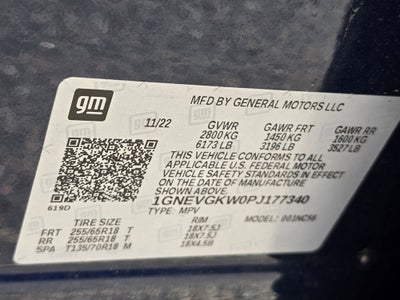 gm
MFD BY GENERAL MOTORS LLC
11/22
GVWR GAWR FRT GAWR RR
2800 KG 1450 KG 1600 KG
6173 LB 3196 LB 3527 LB
THIS VEHICLE CONFORMS TO ALL
APPLICABLE U.S. FEDERAL MOTOR
VEHICLE SAFETY STANDARDS IN
EFFECT ON THE DATE OF MANUFACTURE
SHOWN ABOVE.
1GNEVGKW0PJ177340
TYPE: MPV MODEL: 001NC56
619D
TIRE SIZE RIM
FRT 255/65R18 T 18X7.5J
RR 255/65R18 T 18X7.5J
SPA T135/70R18 M 18X4.5B